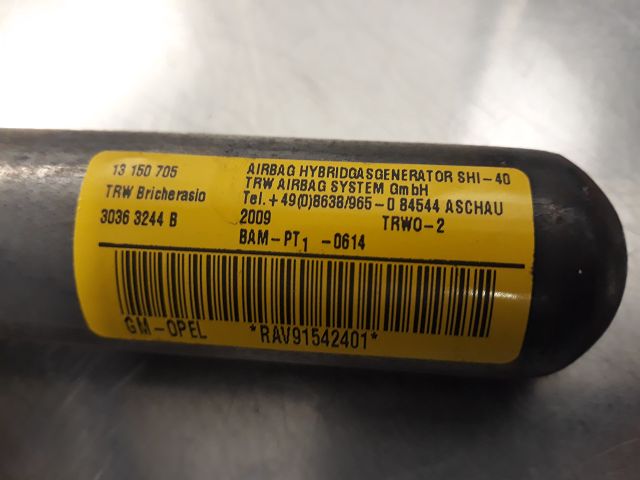 13 150 705
TRW Bricherasio
3036 3244 B
AIRBAG HYBRIDGASGENERATOR SHI-40
TRW AIRBAG SYSTEM GmbH
Tel.+49(0)8638/965-0 84544 ASCHAU
2009 TRWO-2
BAM-PT1 -0614
GM-OPEL *RAV91542401*